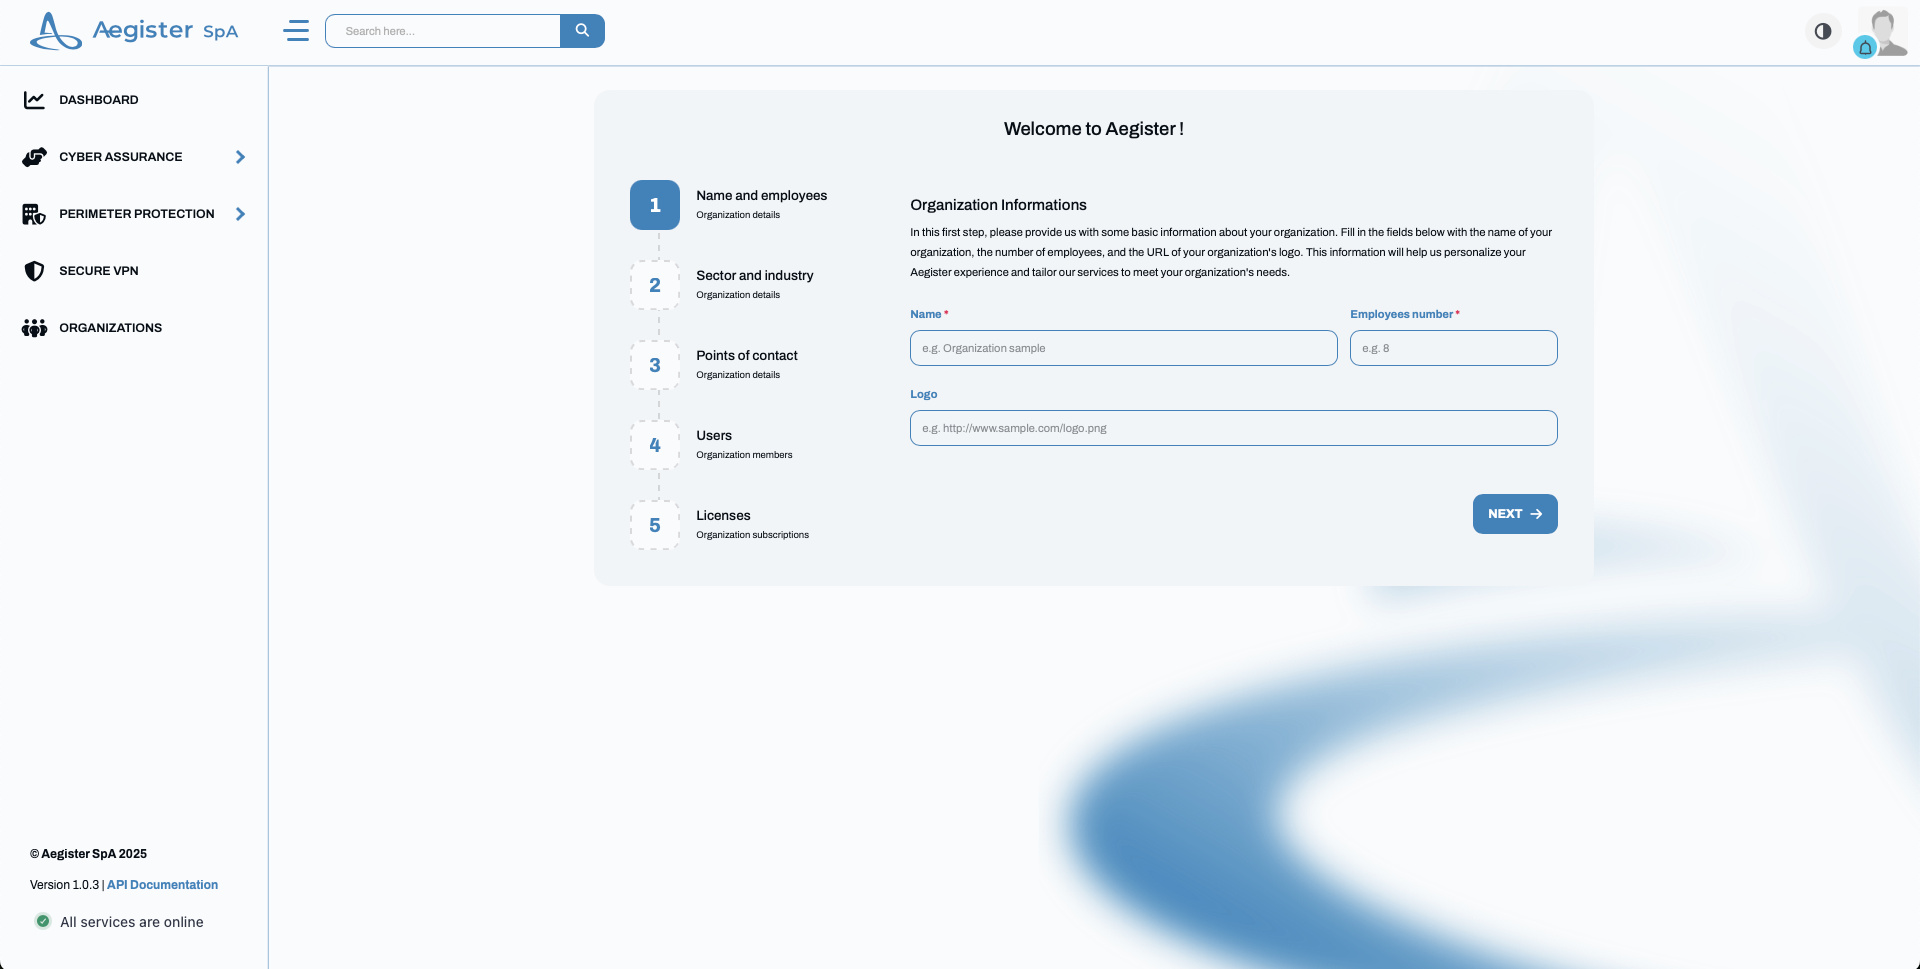 Aegister SpA
Search here...
DASHBOARD
CYBER ASSURANCE
PERIMETER PROTECTION
SECURE VPN
ORGANIZATIONS
© Aegister SpA 2025
Version 1.0.3 | API Documentation
All services are online
Welcome to Aegister !
1
Name and employees
Organization details
2
Sector and industry
Organization details
3
Points of contact
Organization details
4
Users
Organization members
5
Licenses
Organization subscriptions
Organization Informations
In this first step, please provide us with some basic information about your organization. Fill in the fields below with the name of your
organization, the number of employees, and the URL of your organization's logo. This information will help us personalize your
Aegister experience and tailor our services to meet your organization's needs.
Name *
e.g. Organization sample
Employees number *
e.g. 8
Logo
e.g. http://www.sample.com/logo.png
NEXT